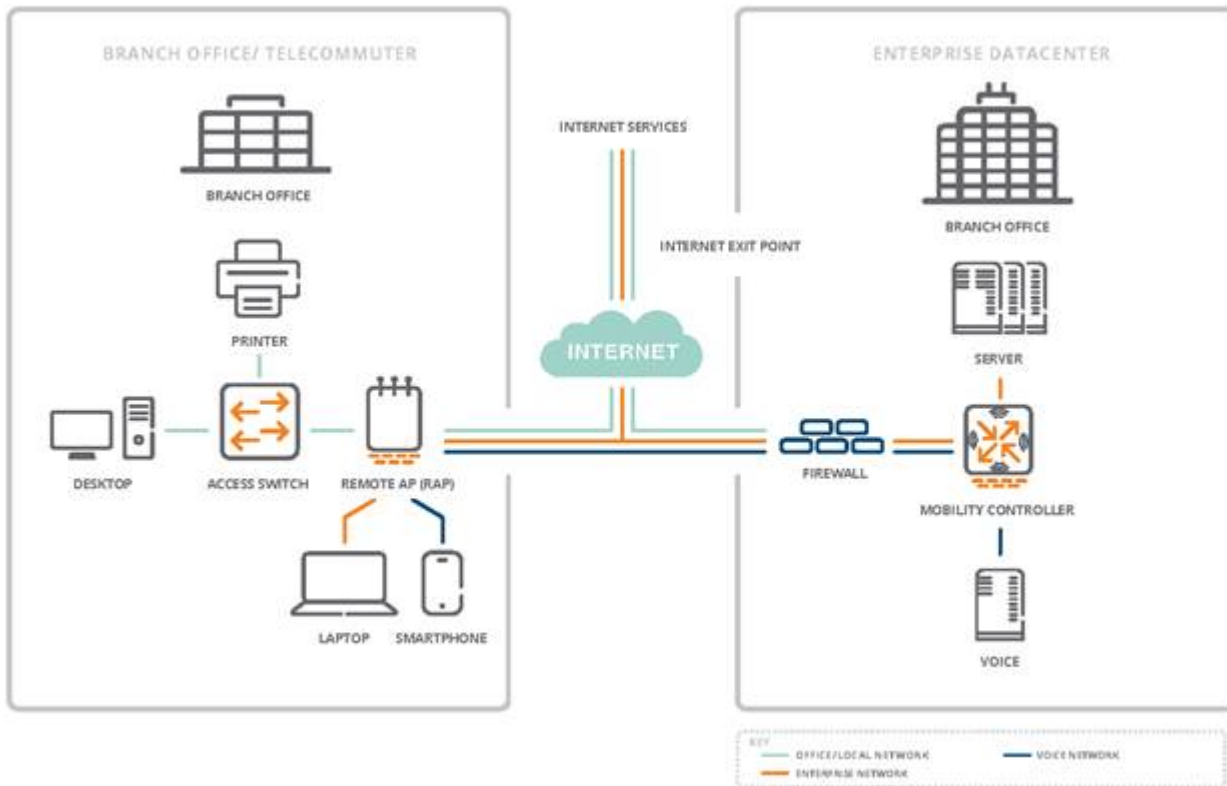 BRANCH OFFICE/ TELECOMMUTER
BRANCH OFFICE
PRINTER
DESKTOP
ACCESS SWITCH
REMOTE AP (RAP)
LAPTOP
SMARTPHONE
INTERNET SERVICES
INTERNET EXIT POINT
INTERNET
ENTERPRISE DATACENTER
BRANCH OFFICE
SERVER
FIREWALL
MOBILITY CONTROLLER
VOICE
KEY
OFFICE/LOCAL NETWORK
VOICE NETWORK
ENTERPRISE NETWORK